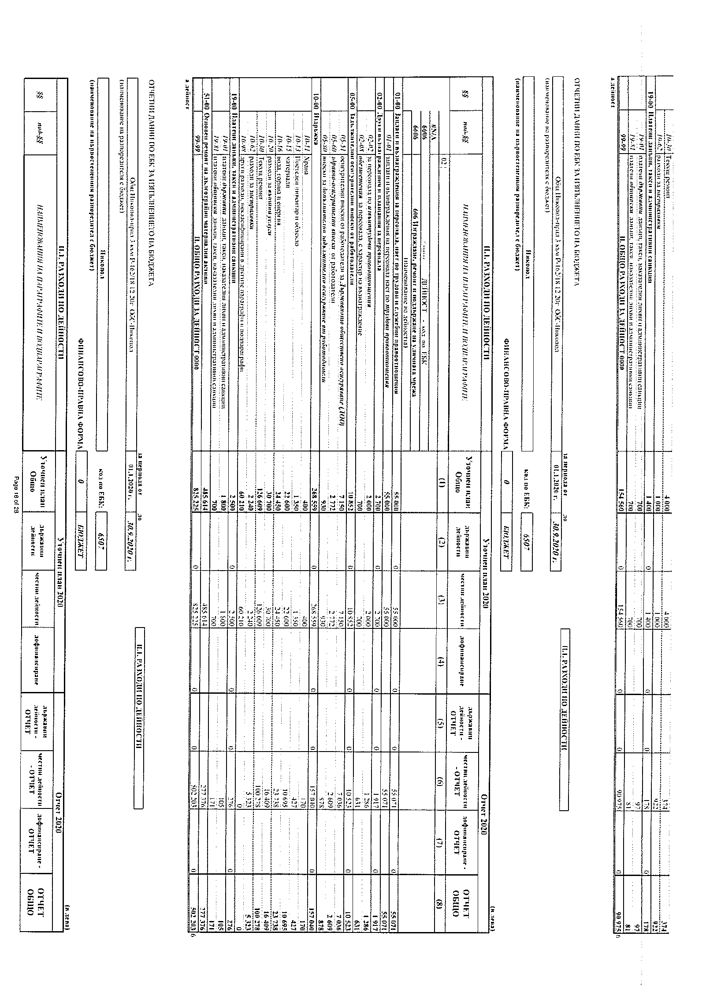 10-30 Текущ ремонт 4 000 4 000 374 374
10-62 разходи за застраховки 1 000 1 000 922 922
19-00 Платени данъци, такси и административни санкции 1 400 0 1 400 0 0 178 0 178
19-01 платени държавни данъци, такси, наказателни лихви и административни санкции 700 700 97 97
19-81 платени общински данъци, такси, наказателни лихви и административни санкции 700 700 81 81
99-99 II. ОБЩО РАЗХОДИ ЗА ДЕЙНОСТ 0000 154 560 0 154 560 0 0 90 975 0 90 975 6
а дейност
ОТЧЕТНИ ДАННИ ПО ЕБК ЗА ИЗПЪЛНЕНИЕТО НА БЮДЖЕТА
за периода от до
II.1. РАЗХОДИ ПО ДЕЙНОСТИ
Общ Никопол-прил 3 към Р-162/18 12 20г ОбС-Никопол 01.1.2020 г. 30.9.2020 г.
(наименование на разпоредителя с бюджет)
Никопол код по ЕБК: 6507
(наименование на първостепенния разпоредител с бюджет)
ФИНАНСОВО-ПРАВНА ФОРМА 0 БЮДЖЕТ
(в лева)
II.1. РАЗХОДИ ПО ДЕЙНОСТИ Уточнен план 2020 Отчет 2020
§§ под-§§ НАИМЕНОВАНИЯ НА ПАРАГРАФИТЕ И ПОДПАРАГРАФИТЕ Уточнен план Общо държавни дейности местни дейности дофинансиране държавни дейности - ОТЧЕТ местни дейности - ОТЧЕТ дофинансиране - ОТЧЕТ ОТЧЕТ ОБЩО
02 (1) (2) (3) (4) (5) (6) (7) (8)
#N/A
6606 ДЕЙНОСТ - код по ЕБК
6606 606 Изграждане, ремонт и поддържане на уличната мрежа
(наименование на дейността)
01-00 Заплати и възнаграждения за персонала, нает по трудови и служебни правоотношения 55 000 0 55 000 0 0 55 071 0 55 071
01-01 заплати и възнаграждения на персонала нает по трудови правоотношения 55 000 55 000 55 071 55 071
02-00 Други възнаграждения и плащания за персонала 2 700 0 2 700 0 0 1 917 0 1 917
02-02 за персонала по извънтрудови правоотношения 2 000 2 000 1 286 1 286
02-08 обезщетения за персонала, с характер на възнаграждение 700 700 631 631
05-00 Задължителни осигурителни вноски от работодатели 10 852 0 10 852 0 0 10 523 0 10 523
05-51 осигурителни вноски от работодатели за Държавното обществено осигуряване (ДОО) 7 150 7 150 7 036 7 036
05-60 здравно-осигурителни вноски от работодатели 2 772 2 772 2 609 2 609
05-80 вноски за допълнително задължително осигуряване от работодатели 930 930 878 878
10-00 Издръжка 268 559 0 268 559 0 0 157 040 0 157 040
10-11 Храна 400 400 170 170
10-13 Постелен инвентар и облекло 1 350 1 350 427 427
10-15 материали 22 600 22 600 10 695 10 695
10-16 вода, горива и енергия 24 450 24 450 23 738 23 738
10-20 разходи за външни услуги 30 700 30 700 16 409 16 409
10-30 Текущ ремонт 126 609 126 609 100 278 100 278
10-62 разходи за застраховки 2 240 2 240 5 323 5 323
10-98 други разходи, некласифицирани в другите параграфи и подпараграфи 60 210 60 210 0 0
19-00 Платени данъци, такси и административни санкции 2 500 0 2 500 0 0 276 0 276
19-01 платени държавни данъци, такси, наказателни лихви и административни санкции 1 800 1 800 105 105
19-81 платени общински данъци, такси, наказателни лихви и административни санкции 700 700 171 171
51-00 Основен ремонт на дълготрайни материални активи 485 614 485 614 277 376 277 376
99-99 II. ОБЩО РАЗХОДИ ЗА ДЕЙНОСТ 0000 825 225 0 825 225 0 0 502 203 0 502 203 6
а дейност
ОТЧЕТНИ ДАННИ ПО ЕБК ЗА ИЗПЪЛНЕНИЕТО НА БЮДЖЕТА
за периода от до
II.1. РАЗХОДИ ПО ДЕЙНОСТИ
Общ Никопол-прил 3 към Р-162/18 12 20г ОбС-Никопол 01.1.2020 г. 30.9.2020 г.
(наименование на разпоредителя с бюджет)
Никопол код по ЕБК: 6507
(наименование на първостепенния разпоредител с бюджет)
ФИНАНСОВО-ПРАВНА ФОРМА 0 БЮДЖЕТ
(в лева)
II.1. РАЗХОДИ ПО ДЕЙНОСТИ Уточнен план 2020 Отчет 2020
§§ под-§§ НАИМЕНОВАНИЯ НА ПАРАГРАФИТЕ И ПОДПАРАГРАФИТЕ Уточнен план Общо държавни дейности местни дейности дофинансиране държавни дейности - ОТЧЕТ местни дейности - ОТЧЕТ дофинансиране - ОТЧЕТ ОТЧЕТ ОБЩО
Page 18 of 28